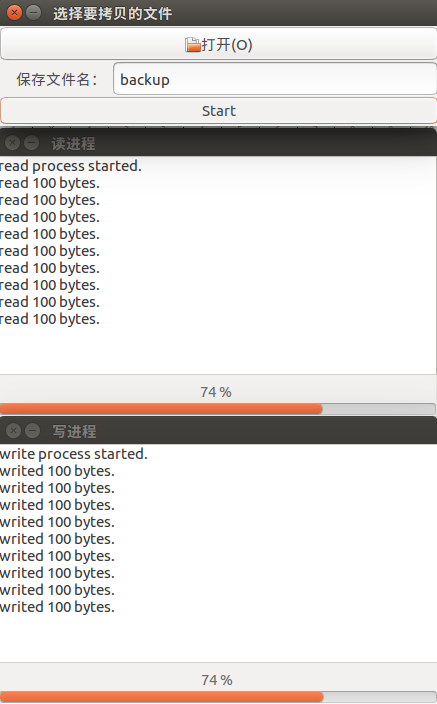 选择要拷贝的文件
打开(O)
保存文件名： backup
Start
读进程
read process started.
read 100 bytes.
read 100 bytes.
read 100 bytes.
read 100 bytes.
read 100 bytes.
read 100 bytes.
read 100 bytes.
read 100 bytes.
read 100 bytes.
74 %
写进程
write process started.
writed 100 bytes.
writed 100 bytes.
writed 100 bytes.
writed 100 bytes.
writed 100 bytes.
writed 100 bytes.
writed 100 bytes.
writed 100 bytes.
writed 100 bytes.
74 %